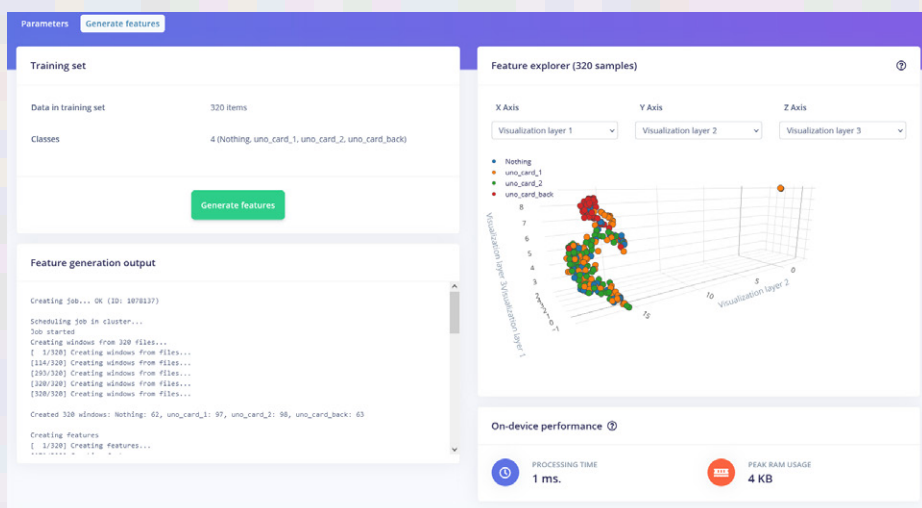 Parameters Generate features
Training set
Data in training set 320 items
Classes 4 (Nothing, uno_card_1, uno_card_2, uno_card_back)
Generate features
Feature generation output
Creating job... OK (ID: 1078137)
Scheduling job in cluster...
Job started
Creating windows from 320 files...
[ 1/320] Creating windows from files...
[114/320] Creating windows from files...
[293/320] Creating windows from files...
[320/320] Creating windows from files...
[320/320] Creating windows from files...
Created 320 windows: Nothing: 62, uno_card_1: 97, uno_card_2: 98, uno_card_back: 63
Creating features
[ 1/320] Creating features...
Feature explorer (320 samples)
X Axis Y Axis Z Axis
Visualization layer 1 Visualization layer 2 Visualization layer 3
Nothing
uno_card_1
uno_card_2
uno_card_back
8
7
6
5
4
3
Visualization layer 3
Visualization layer 1
-1
15
10
5
0
Visualization layer 2
On-device performance
PROCESSING TIME
1 ms.
PEAK RAM USAGE
4 KB